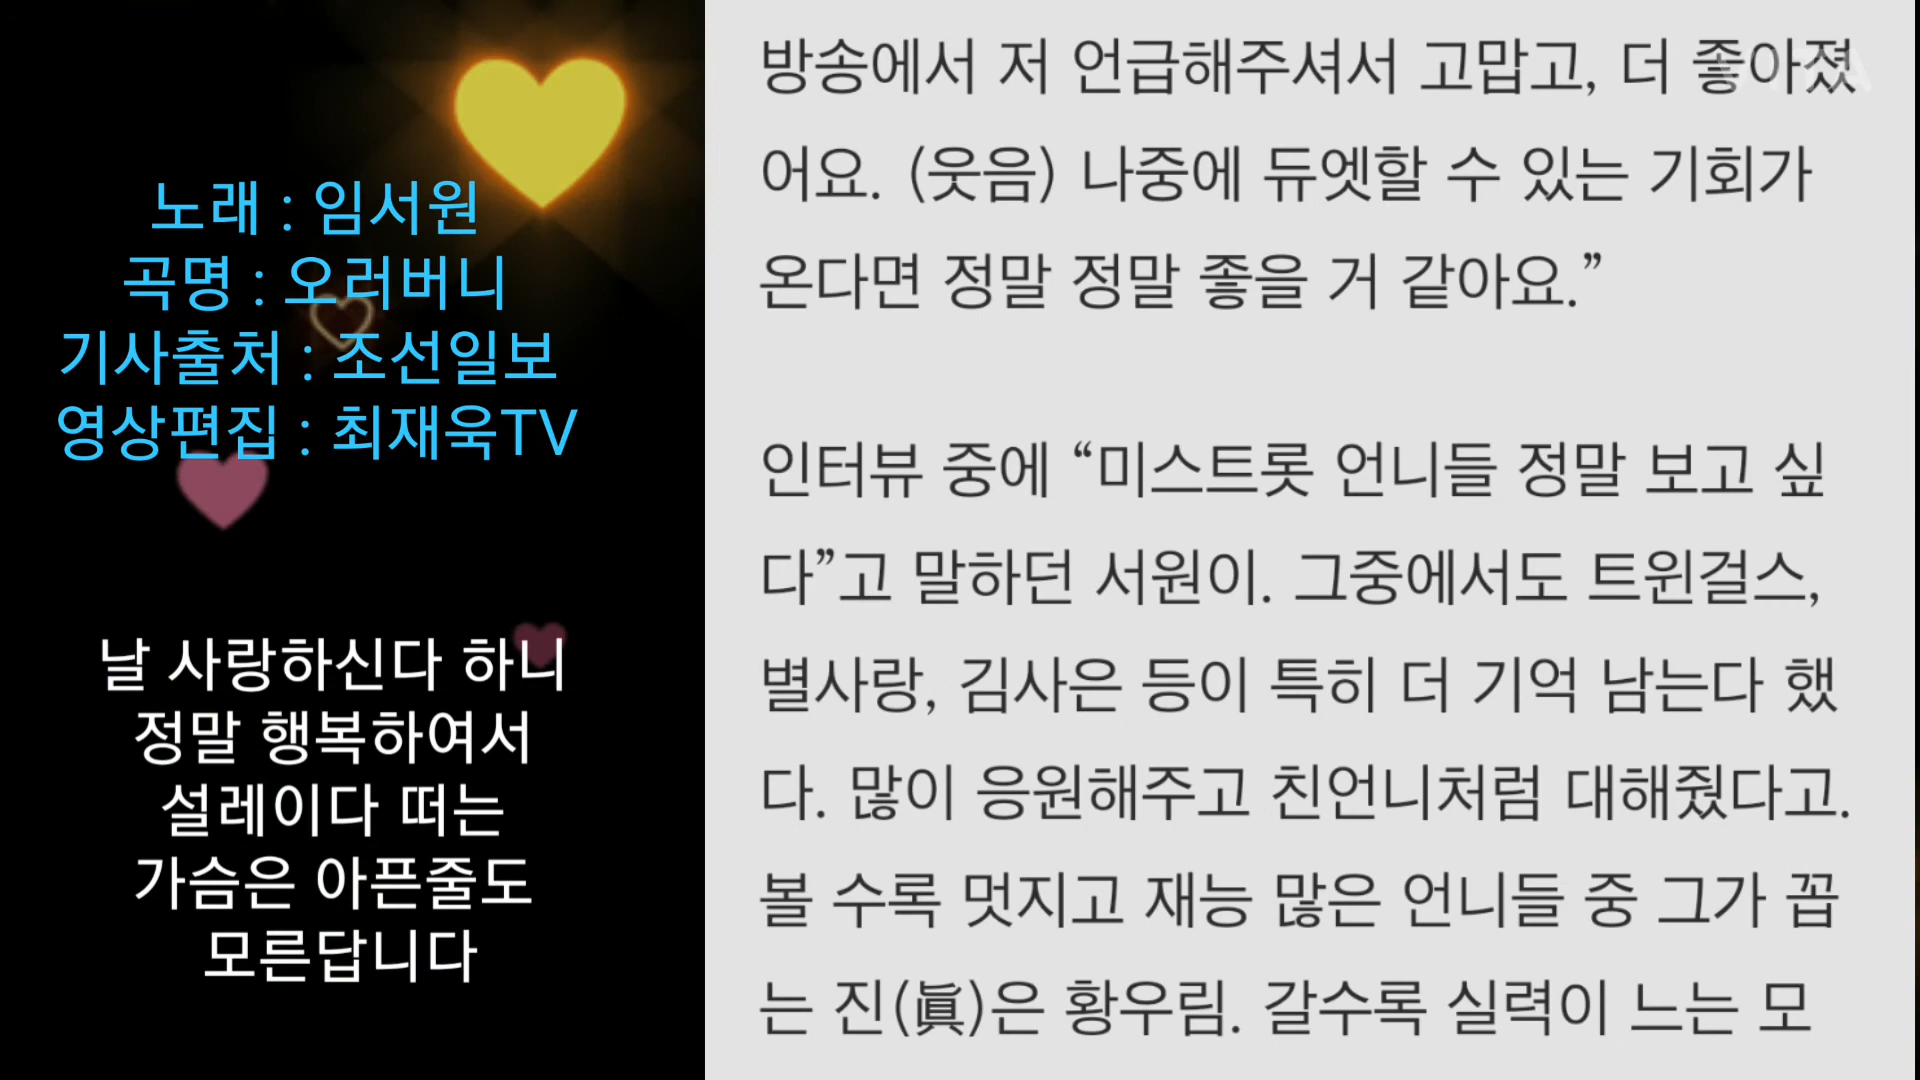 노래 : 임서원
곡명 : 오러버니
기사출처 : 조선일보
영상편집 : 최재욱TV
날 사랑하신다 하니
정말 행복하여서
설레이다 떠는
가슴은 아픈줄도
모른답니다
방송에서 저 언급해주셔서 고맙고, 더 좋아졌
어요. (웃음) 나중에 듀엣할 수 있는 기회가
온다면 정말 정말 좋을 거 같아요.”
인터뷰 중에 “미스트롯 언니들 정말 보고 싶
다”고 말하던 서원이. 그중에서도 트윈걸스,
별사랑, 김사은 등이 특히 더 기억 남는다 했
다. 많이 응원해주고 친언니처럼 대해줬다고.
볼 수록 멋지고 재능 많은 언니들 중 그가 꼽
는 진(眞)은 황우림. 갈수록 실력이 느는 모